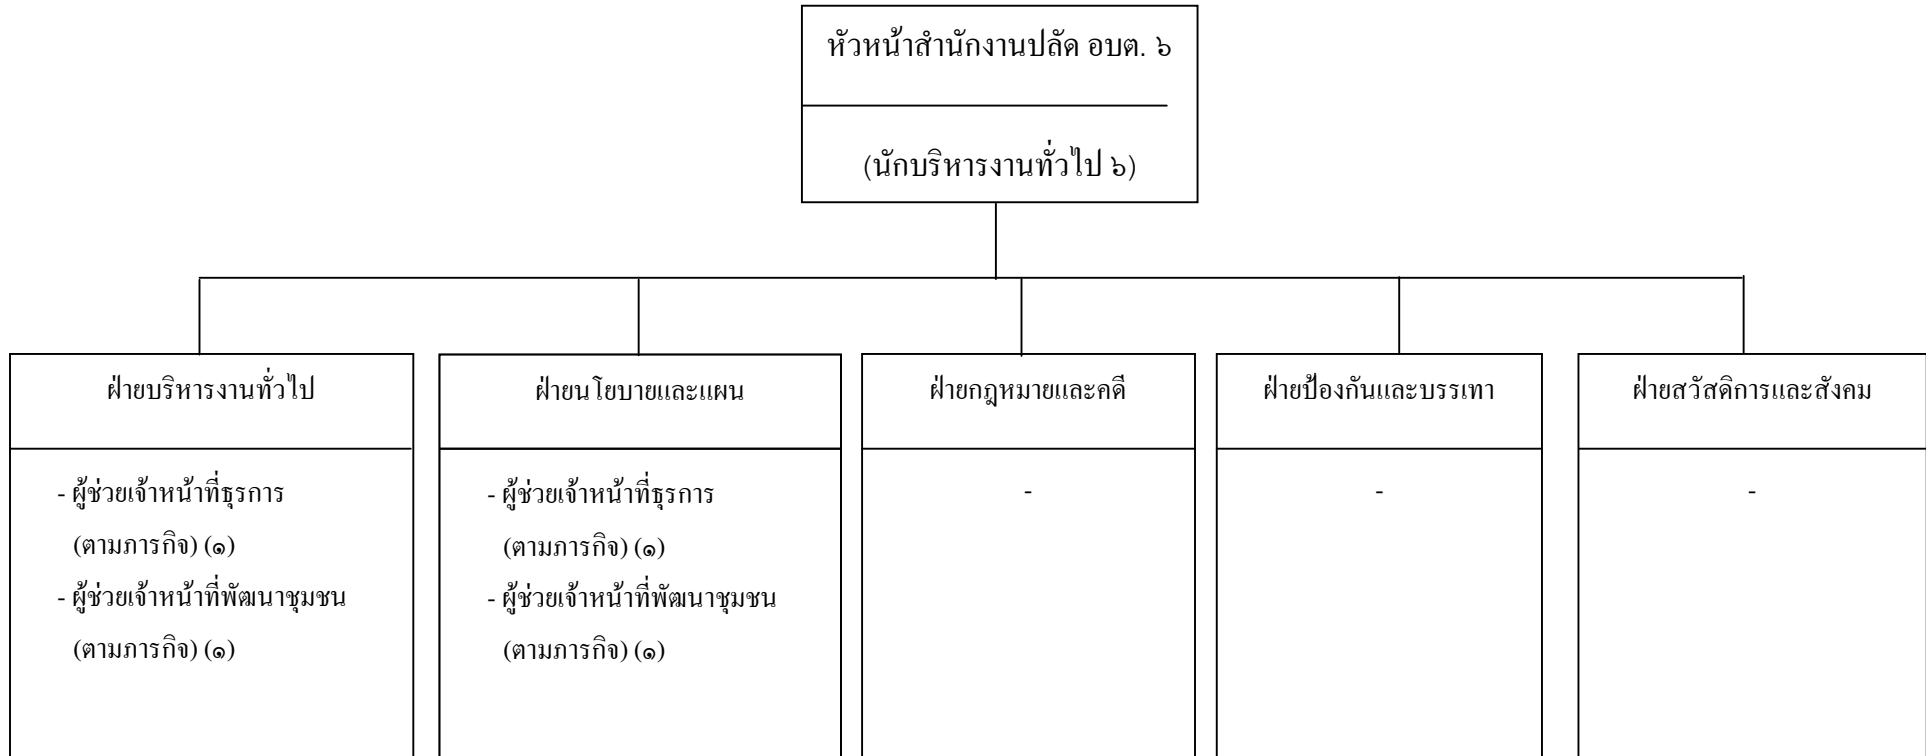 หัวหน้าสำนักงานปลัด อบต. ๖
(นักบริหารงานทั่วไป ๖)
ฝ่ายบริหารงานทั่วไป
- ผู้ช่วยเจ้าหน้าที่ธุรการ
(ตามภารกิจ) (๑)
- ผู้ช่วยเจ้าหน้าที่พัฒนาชุมชน
(ตามภารกิจ) (๑)
ฝ่ายนโยบายและแผน
- ผู้ช่วยเจ้าหน้าที่ธุรการ
(ตามภารกิจ) (๑)
- ผู้ช่วยเจ้าหน้าที่พัฒนาชุมชน
(ตามภารกิจ) (๑)
ฝ่ายกฎหมายและคดี
-
ฝ่ายป้องกันและบรรเทา
-
ฝ่ายสวัสดิการและสังคม
-